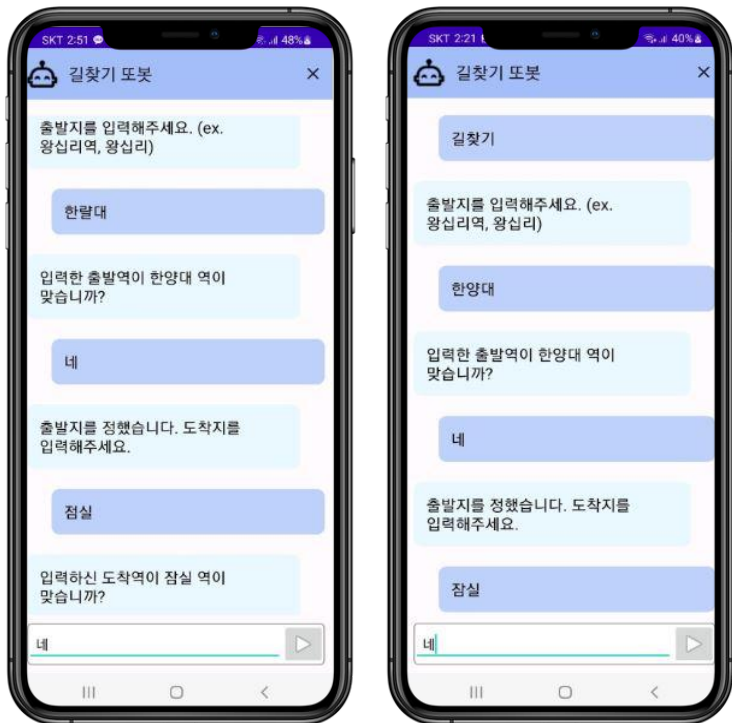 SKT 2:51
48%
길찾기 또봇
출발지를 입력해주세요. (ex.
왕십리역, 왕십리)
한랼대
입력한 출발역이 한양대 역이
맞습니까?
네
출발지를 정했습니다. 도착지를
입력해주세요.
점실
입력하신 도착역이 잠실 역이
맞습니까?
네
SKT 2:21
40%
길찾기 또봇
길찾기
출발지를 입력해주세요. (ex.
왕십리역, 왕십리)
한양대
입력한 출발역이 한양대 역이
맞습니까?
네
출발지를 정했습니다. 도착지를
입력해주세요.
잠실
네